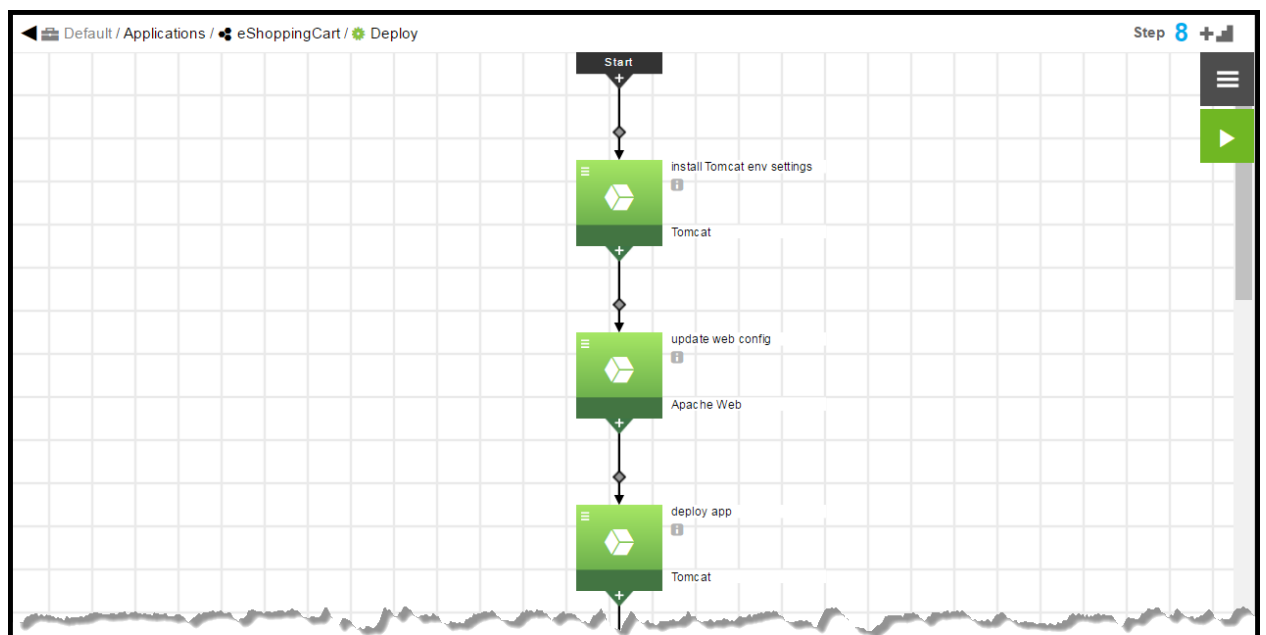 Default / Applications / eShoppingCart / Deploy
Step 8
Start
install Tomcat env settings
Tomcat
update web config
Apache Web
deploy app
Tomcat